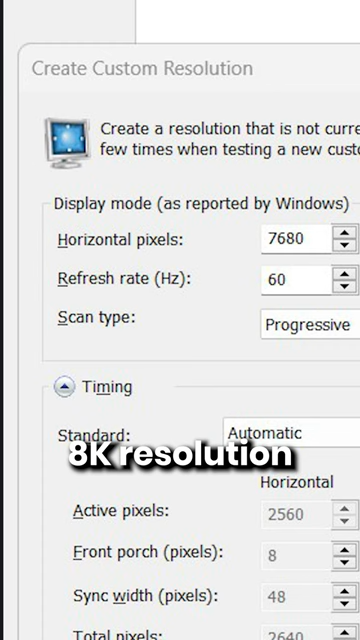 Create Custom Resolution
Create a resolution that is not
few times when testing a new
Display mode (as reported by Windows)
Horizontal pixels: 7680
Refresh rate (Hz): 60
Scan type: Progressive
Timing
Standard: Automatic
8K resolution
Horizontal
Active pixels: 2560
Front porch (pixels): 8
Sync width (pixels): 48
Total pixels: 2640